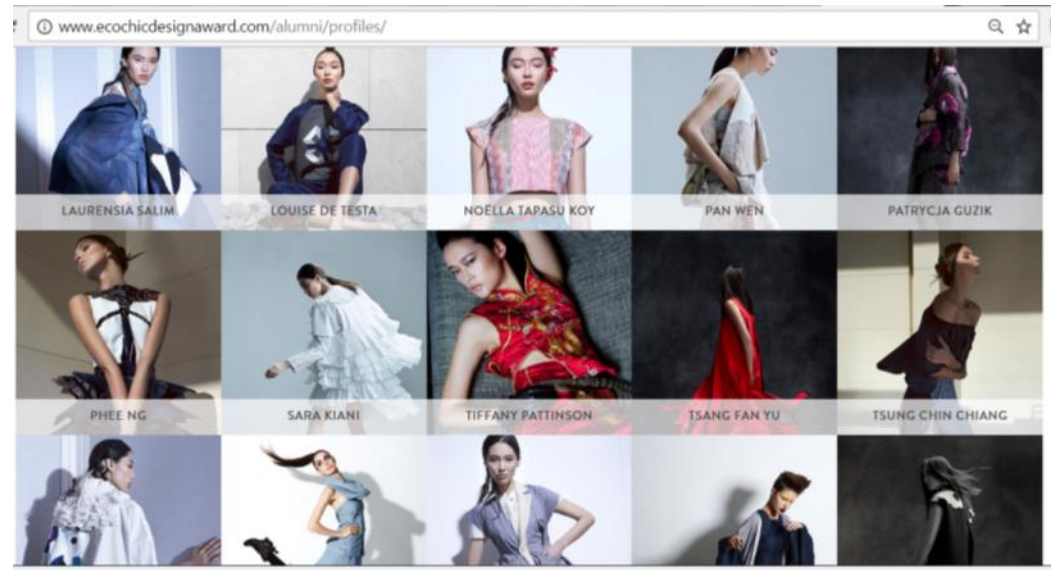 www.ecochicdesignaward.com/alumni/profiles/
LAURENSIA SALIM
LOUISE DE TESTA
NOËLLA TAPASU KOY
PAN WEN
PATRYCJA GUZIK
PHEE NG
SARA KIANI
TIFFANY PATTINSON
TSANG FAN YU
TSUNG CHIN CHIANG